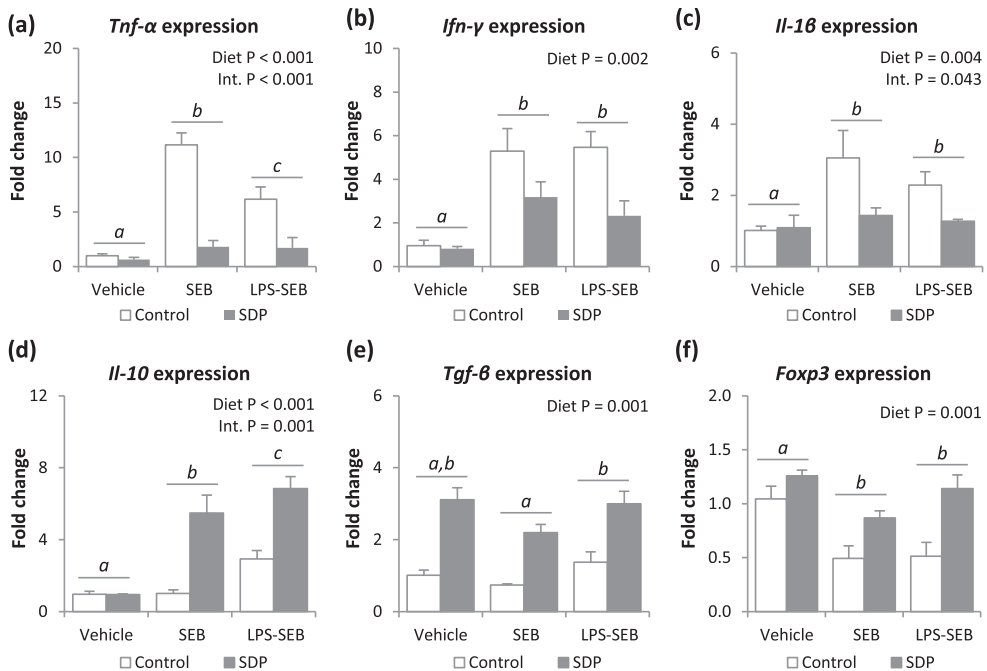 (a)
Tnf-α expression
Diet P < 0.001
Int. P < 0.001
Fold change
20
15
10
5
0
a
b
c
Vehicle SEB LPS-SEB
Control SDP
(b)
Ifn-γ expression
Diet P = 0.002
Fold change
10
8
6
4
2
0
a
b
b
Vehicle SEB LPS-SEB
Control SDP
(c)
Il-1β expression
Diet P = 0.004
Int. P = 0.043
Fold change
6
4
2
0
a
b
b
Vehicle SEB LPS-SEB
Control SDP
(d)
Il-10 expression
Diet P < 0.001
Int. P = 0.001
Fold change
12
8
4
0
a
b
c
Vehicle SEB LPS-SEB
Control SDP
(e)
Tgf-β expression
Diet P = 0.001
Fold change
6
4
2
0
a,b
a
b
Vehicle SEB LPS-SEB
Control SDP
(f)
Foxp3 expression
Diet P = 0.001
Fold change
2.0
1.5
1.0
0.5
0.0
a
b
b
Vehicle SEB LPS-SEB
Control SDP